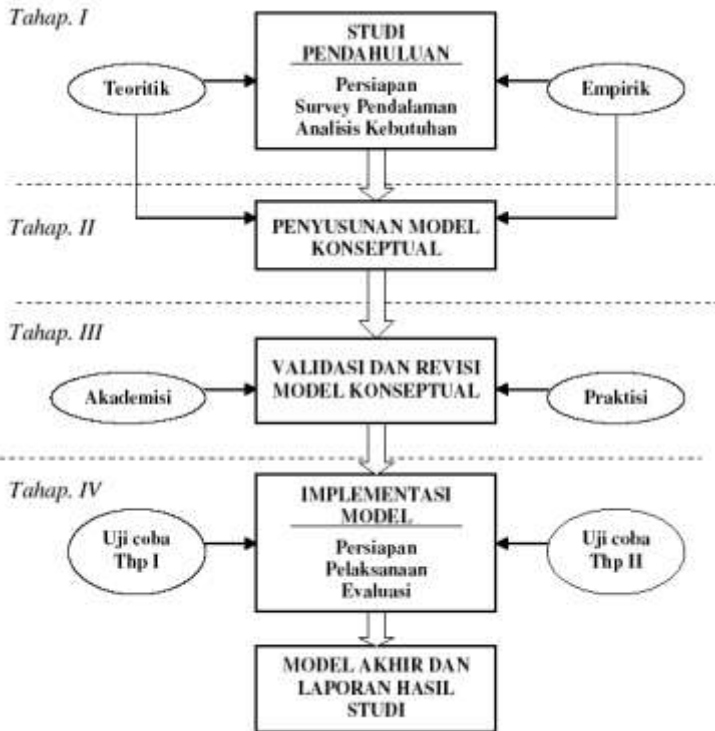 Tahap. I
STUDI
PENDAHULUAN
Teoritik
Persiapan
Survey Pendalaman
Analisis Kebutuhan
Empirik
Tahap. II
PENYUSUNAN MODEL
KONSEPTUAL
Tahap. III
VALIDASI DAN REVISI
MODEL KONSEPTUAL
Akademisi
Praktisi
Tahap. IV
IMPLEMENTASI
MODEL
Uji coba
Thp I
Persiapan
Pelaksanaan
Evaluasi
Uji coba
Thp II
MODEL AKHIR DAN
LAPORAN HASIL
STUDI